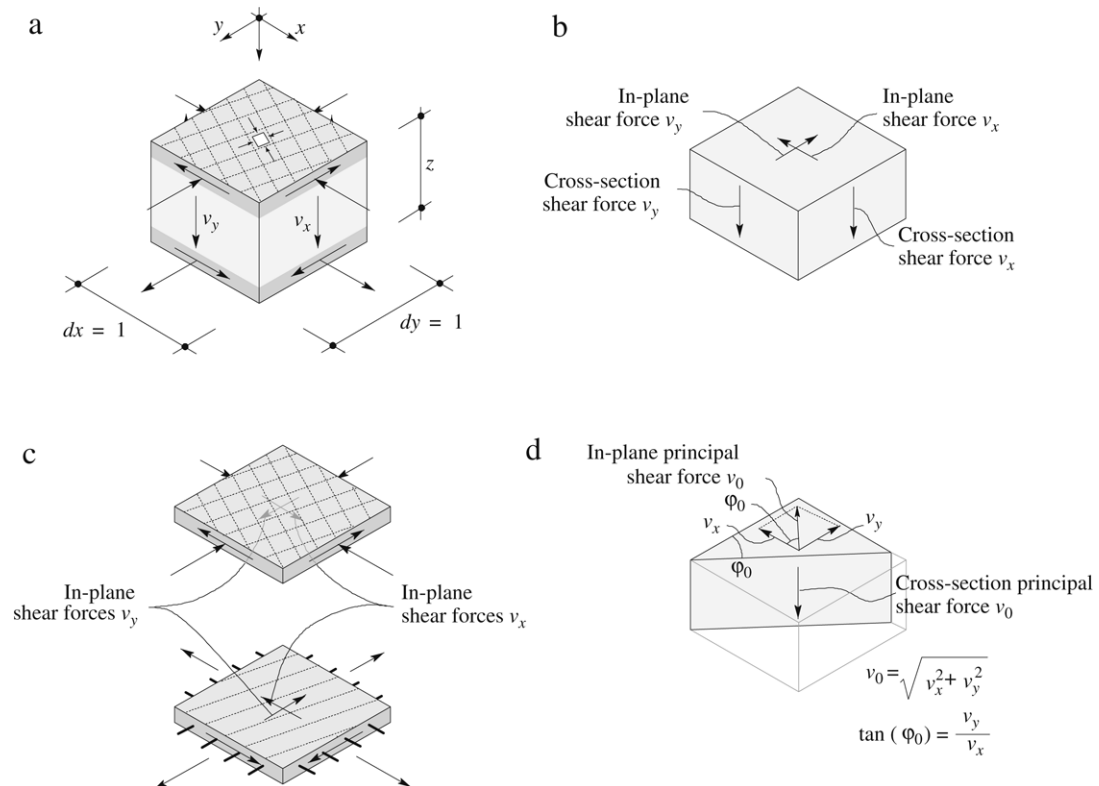 a
y
x
z
v_y
v_x
dx = 1
dy = 1
b
In-plane
shear force v_y
In-plane
shear force v_x
Cross-section
shear force v_y
Cross-section
shear force v_x
c
In-plane
shear forces v_y
In-plane
shear forces v_x
d
In-plane principal
shear force v_0
φ_0
v_x
v_y
φ_0
Cross-section principal
shear force v_0
v_0 = √(v_x^2 + v_y^2)
tan (φ_0) = v_y / v_x